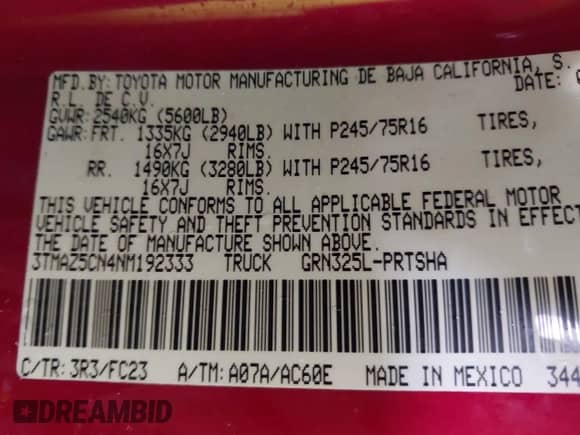 MFD.BY:TOYOTA MOTOR MANUFACTURING DE BAJA CALIFORNIA, S.
R.L. DE C.V. DATE:
GVWR:2540KG (5600LB)
GAWR:FRT. 1335KG (2940LB) WITH P245/75R16 TIRES,
16X7J RIMS.
RR. 1490KG (3280LB) WITH P245/75R16 TIRES,
16X7J RIMS.
THIS VEHICLE CONFORMS TO ALL APPLICABLE FEDERAL MOTOR
VEHICLE SAFETY AND THEFT PREVENTION STANDARDS IN EFFECT
THE DATE OF MANUFACTURE SHOWN ABOVE.
3TMAZ5CN4NM192333 TRUCK GRN325L-PRTSHA
C/TR:3R3/FC23 A/TM:A07A/AC60E MADE IN MEXICO 344
DREAMBID